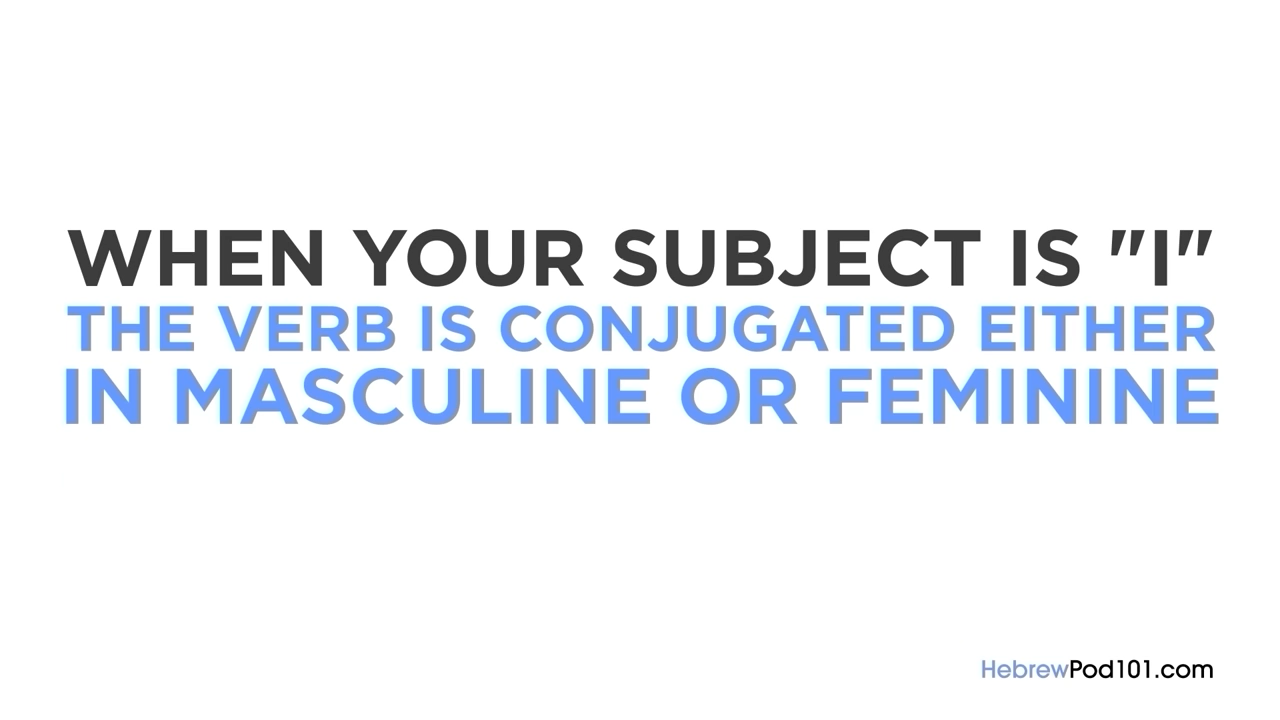 WHEN YOUR SUBJECT IS "I"
THE VERB IS CONJUGATED EITHER
IN MASCULINE OR FEMININE
HebrewPod101.com